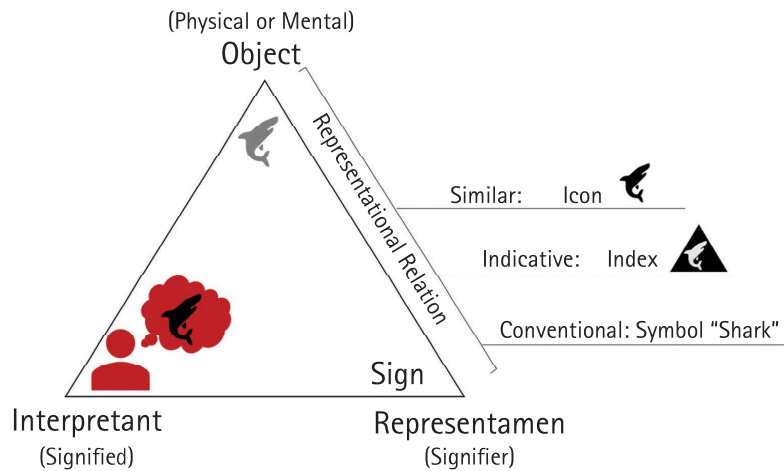 (Physical or Mental)
Object
Representational Relation
Similar: Icon
Indicative: Index
Conventional: Symbol “Shark”
Sign
Interpretant
(Signified)
Representamen
(Signifier)